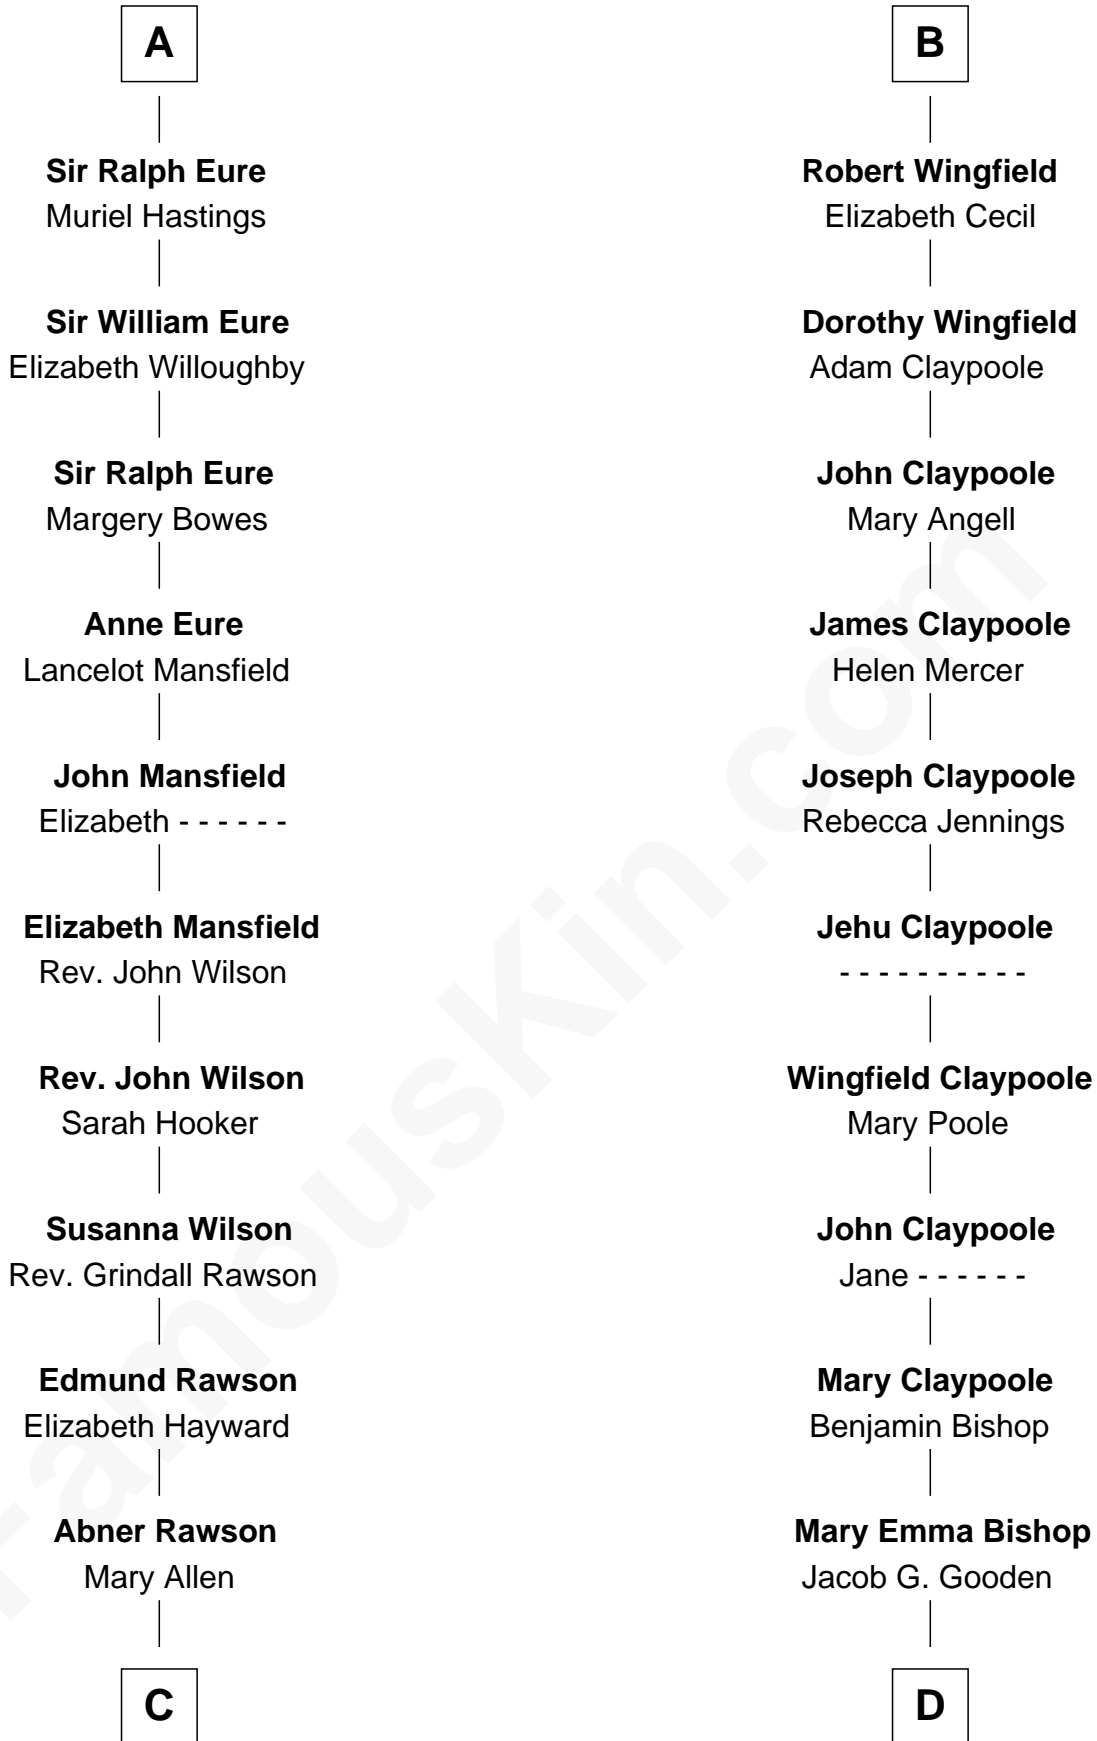 A
Sir Ralph Eure
Muriel Hastings
Sir William Eure
Elizabeth Willoughby
Sir Ralph Eure
Margery Bowes
Anne Eure
Lancelot Mansfield
John Mansfield
Elizabeth - - - - - -
Elizabeth Mansfield
Rev. John Wilson
Rev. John Wilson
Sarah Hooker
Susanna Wilson
Rev. Grindall Rawson
Edmund Rawson
Elizabeth Hayward
Abner Rawson
Mary Allen
C
B
Robert Wingfield
Elizabeth Cecil
Dorothy Wingfield
Adam Claypoole
John Claypoole
Mary Angell
James Claypoole
Helen Mercer
Joseph Claypoole
Rebecca Jennings
Jehu Claypoole
- - - - - - - - - -
Wingfield Claypoole
Mary Poole
John Claypoole
Jane - - - - - -
Mary Claypoole
Benjamin Bishop
Mary Emma Bishop
Jacob G. Gooden
D
FamousKin.com